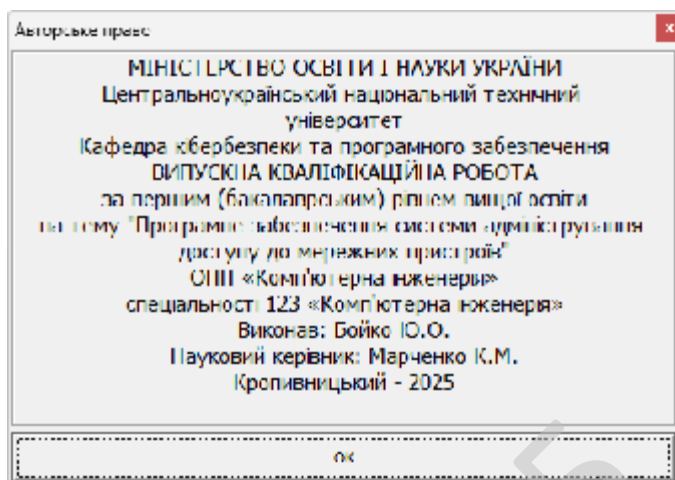 Авторське право
МІНІСТЕРСТВО ОСВІТИ І НАУКИ УКРАЇНИ
Центральноукраїнський національний технічний
університет
Кафедра кібербезпеки та програмного забезпечення
ВИПУСКНА КВАЛІФІКАЦІЙНА РОБОТА
за першим (бакалаврським) рівнем вищої освіти
на тему "Програмне забезпечення системи адміністрування
доступу до мережних пристроїв"
ОПП «Комп'ютерна інженерія»
спеціальності 123 «Комп'ютерна інженерія»
Виконав: Бойко Ю.О.
Науковий керівник: Марченко К.М.
Кропивницький - 2025
ОК